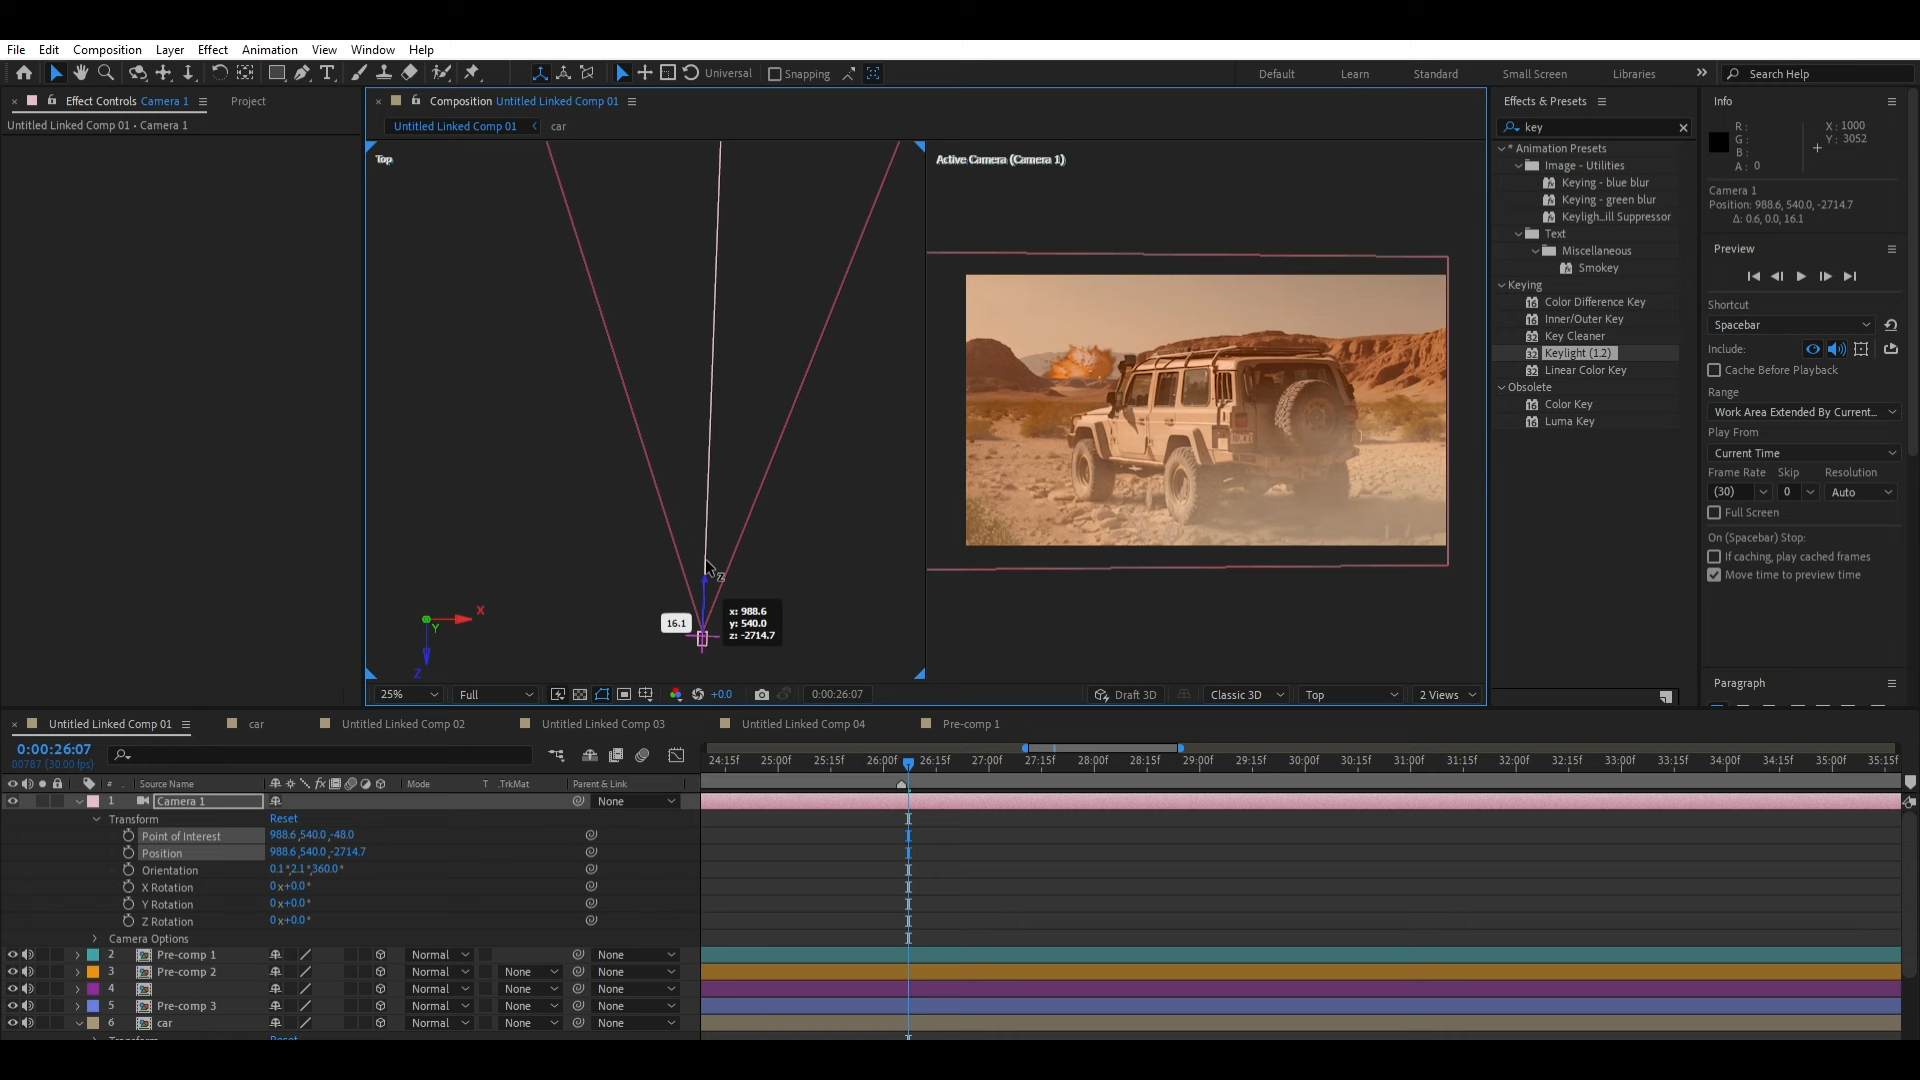 File Edit Composition Layer Effect Animation View Window Help
Universal Snapping Default Learn Standard Small Screen Libraries Search Help
Effect Controls Camera 1 Project
Untitled Linked Comp 01 • Camera 1
Composition Untitled Linked Comp 01
Untitled Linked Comp 01 car
Top
Active Camera (Camera 1)
X
Y
Z
Z
16.1
x: 988.6
y: 540.0
z: -2714.7
25% Full +0.0 0:00:26:07 Draft 3D Classic 3D Top 2 Views
Effects & Presets
key
* Animation Presets
Image - Utilities
Keying - blue blur
Keying - green blur
Keyligh...ill Suppressor
Text
Miscellaneous
Smokey
Keying
Color Difference Key
Inner/Outer Key
Key Cleaner
Keylight (1.2)
Linear Color Key
Obsolete
Color Key
Luma Key
Info
R : X : 1000
G : Y : 3052
B :
A : 0
Camera 1
Position: 988.6, 540.0, -2714.7
Δ: 0.6, 0.0, 16.1
Preview
Shortcut
Spacebar
Include:
Cache Before Playback
Range
Work Area Extended By Current...
Play From
Current Time
Frame Rate Skip Resolution
(30) 0 Auto
Full Screen
On (Spacebar) Stop:
If caching, play cached frames
Move time to preview time
Paragraph
Untitled Linked Comp 01 car Untitled Linked Comp 02 Untitled Linked Comp 03 Untitled Linked Comp 04 Pre-comp 1
0:00:26:07
00787 (30.00 fps)
24:15f 25:00f 25:15f 26:00f 26:15f 27:00f 27:15f 28:00f 28:15f 29:00f 29:15f 30:00f 30:15f 31:00f 31:15f 32:00f 32:15f 33:00f 33:15f 34:00f 34:15f 35:00f 35:15f
# Source Name fx Mode T .TrkMat Parent & Link
1 Camera 1 None
Transform Reset
Point of Interest 988.6,540.0,-48.0
Position 988.6,540.0,-2714.7
Orientation 0.1°,2.1°,360.0°
X Rotation 0x+0.0°
Y Rotation 0x+0.0°
Z Rotation 0x+0.0°
Camera Options
2 Pre-comp 1 Normal None
3 Pre-comp 2 Normal None None
4 Normal None None
5 Pre-comp 3 Normal None None
6 car Normal None None
Transform Reset